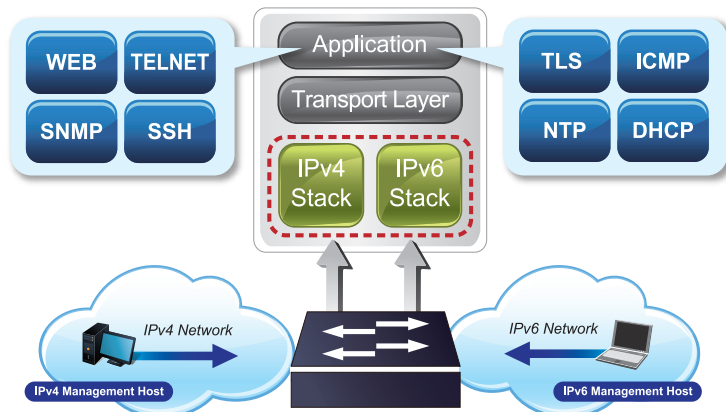 Application
Transport Layer
WEB
TELNET
SNMP
SSH
TLS
ICMP
NTP
DHCP
IPv4
Stack
IPv6
Stack
IPv4 Network
IPv4 Management Host
IPv6 Network
IPv6 Management Host